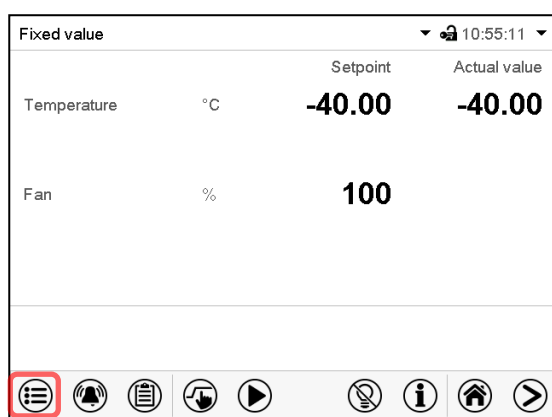 Fixed value 10:55:11
Setpoint Actual value
Temperature °C -40.00 -40.00
Fan % 100